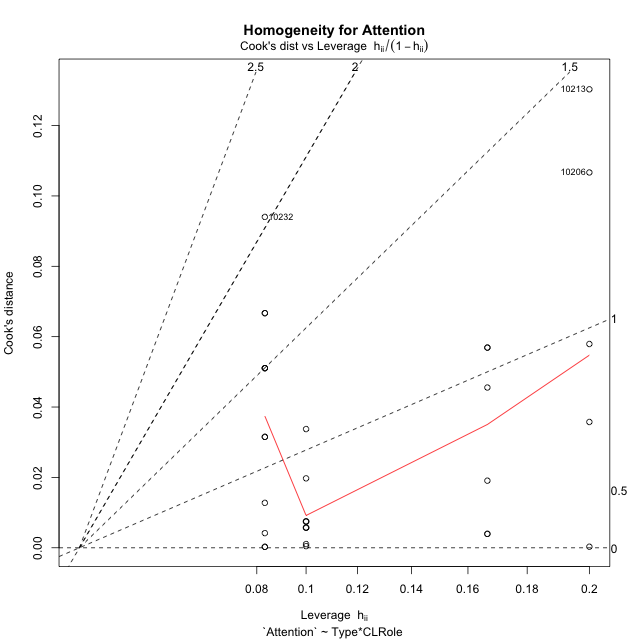 Homogeneity for Attention
Cook's dist vs Leverage hᵢᵢ/(1 − hᵢᵢ)
2.5
2
1.5
10213
10206
10232
1
0.5
0
0.12
0.10
0.08
0.06
0.04
0.02
0.00
Cook's distance
0.08 0.1 0.12 0.14 0.16 0.18 0.2
Leverage hᵢᵢ
`Attention` ~ Type*CLRole